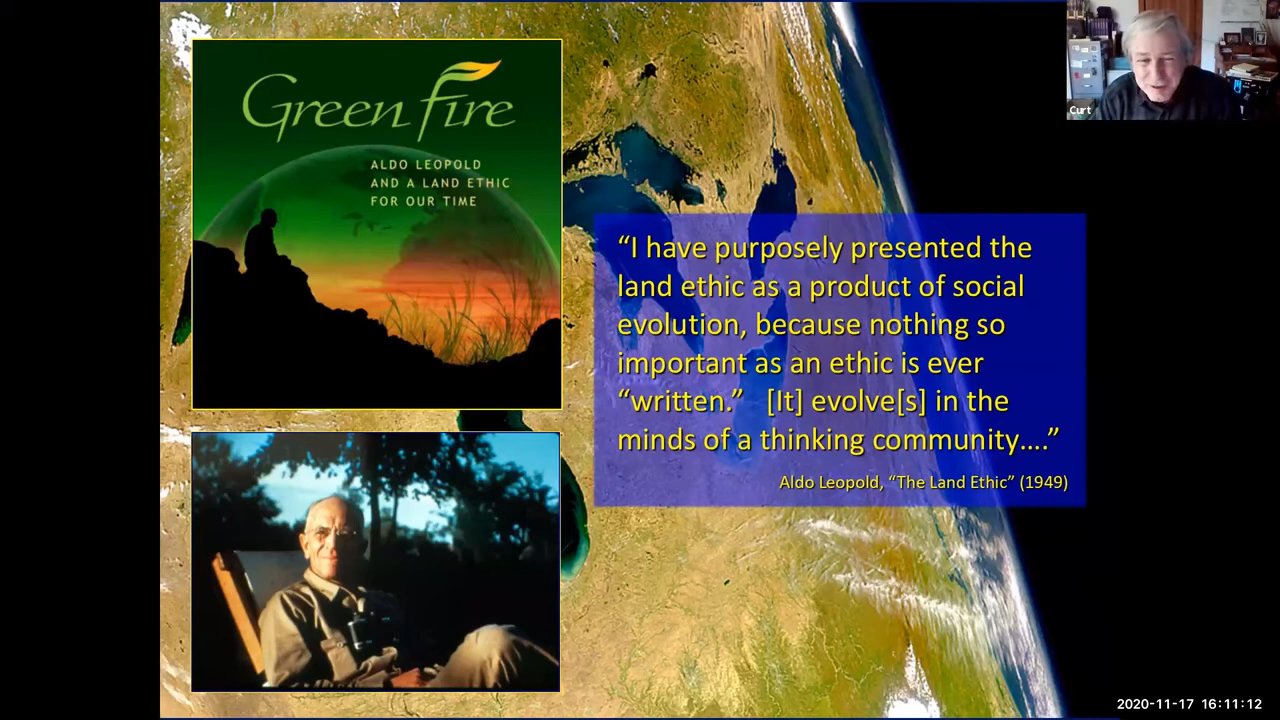 Green Fire
ALDO LEOPOLD
AND A LAND ETHIC
FOR OUR TIME
“I have purposely presented the
land ethic as a product of social
evolution, because nothing so
important as an ethic is ever
“written.”   [It] evolve[s] in the
minds of a thinking community….”
Aldo Leopold, “The Land Ethic” (1949)
Curt
2020-11-17 16:11:12